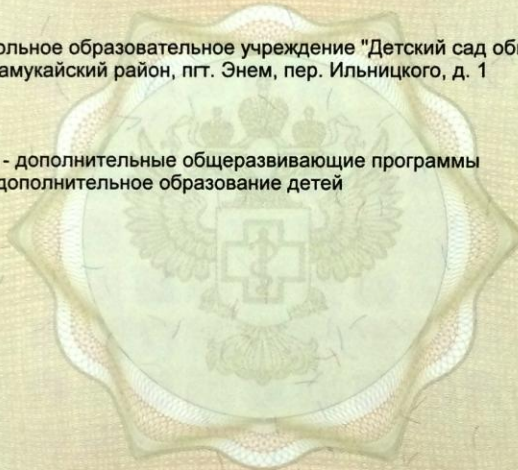 ольное образовательное учреждение "Детский сад об
амукайский район, пгт. Энем, пер. Ильницкого, д. 1
- дополнительные общеразвивающие программы
дополнительное образование детей